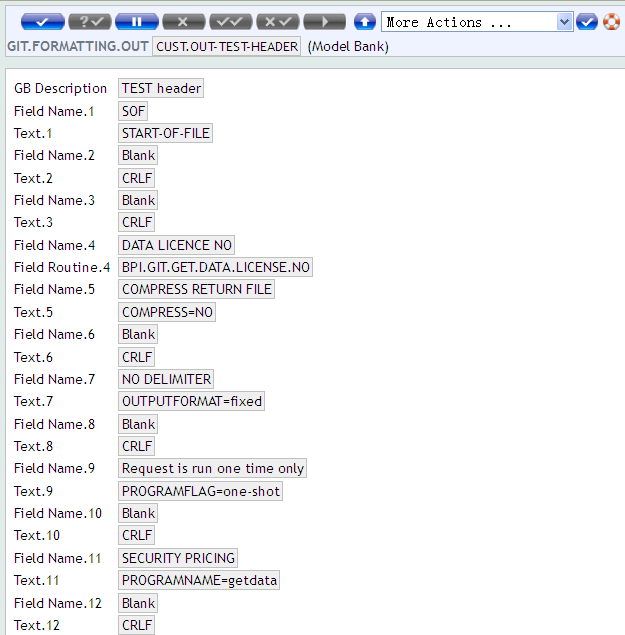 More Actions ...
GIT.FORMATTING.OUT CUST.OUT-TEST-HEADER (Model Bank)
GB Description TEST header
Field Name.1 SOF
Text.1 START-OF-FILE
Field Name.2 Blank
Text.2 CRLF
Field Name.3 Blank
Text.3 CRLF
Field Name.4 DATA LICENCE NO
Field Routine.4 BPI.GIT.GET.DATA.LICENSE.NO
Field Name.5 COMPRESS RETURN FILE
Text.5 COMPRESS=NO
Field Name.6 Blank
Text.6 CRLF
Field Name.7 NO DELIMITER
Text.7 OUTPUTFORMAT=fixed
Field Name.8 Blank
Text.8 CRLF
Field Name.9 Request is run one time only
Text.9 PROGRAMFLAG=one-shot
Field Name.10 Blank
Text.10 CRLF
Field Name.11 SECURITY PRICING
Text.11 PROGRAMNAME=getdata
Field Name.12 Blank
Text.12 CRLF